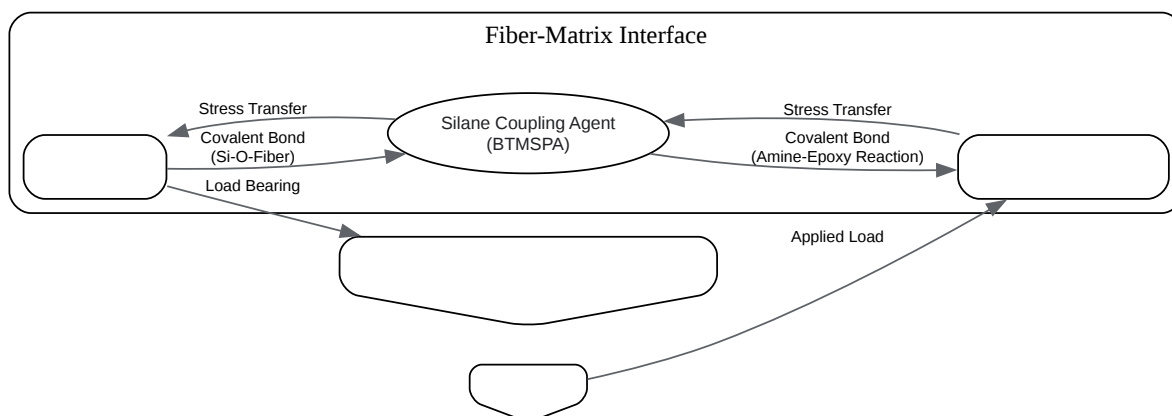 Fiber-Matrix Interface
Stress Transfer
Stress Transfer
Silane Coupling Agent
(BTMSPA)
Covalent Bond
(Si-O-Fiber)
Covalent Bond
(Amine-Epoxy Reaction)
Load Bearing
Applied Load